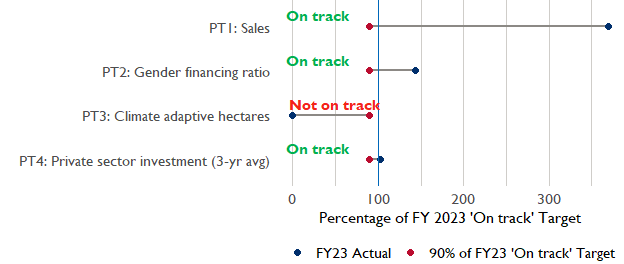 On track
PT1: Sales
On track
PT2: Gender financing ratio
Not on track
PT3: Climate adaptive hectares
On track
PT4: Private sector investment (3-yr avg)
0 100 200 300
Percentage of FY 2023 'On track' Target
FY23 Actual 90% of FY23 'On track' Target